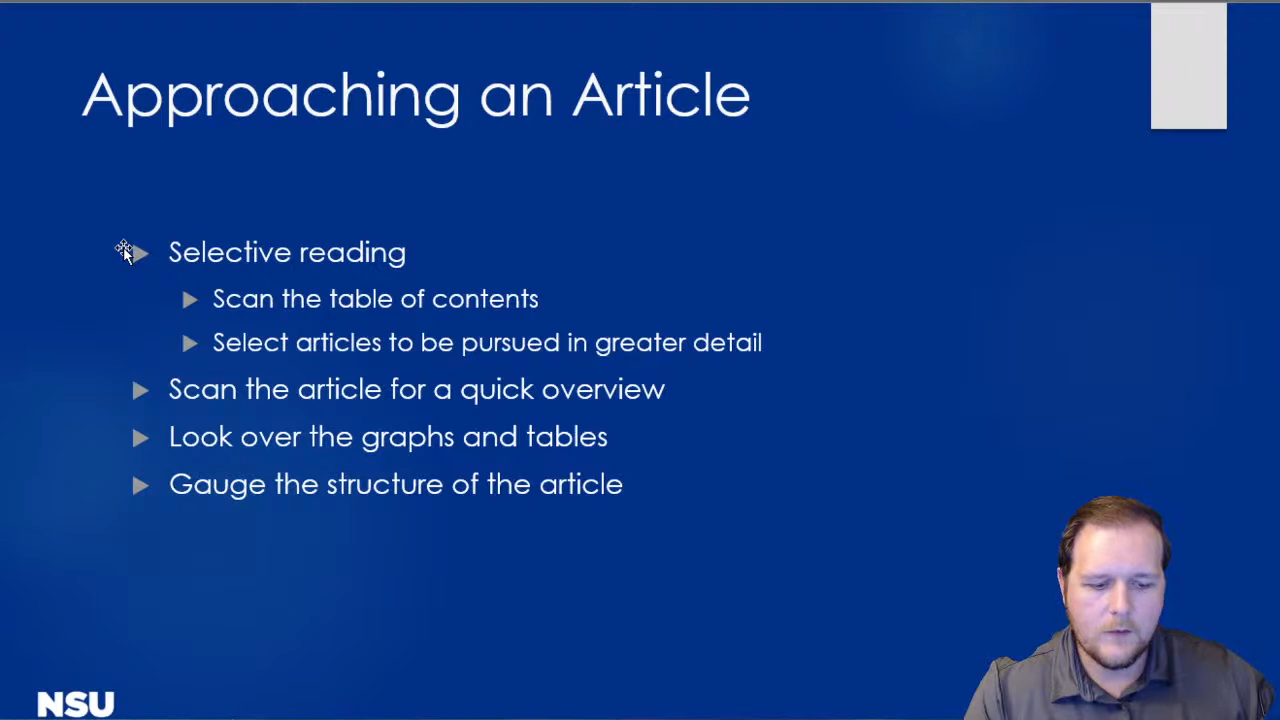 Approaching an Article
Selective reading
Scan the table of contents
Select articles to be pursued in greater detail
Scan the article for a quick overview
Look over the graphs and tables
Gauge the structure of the article
NSU